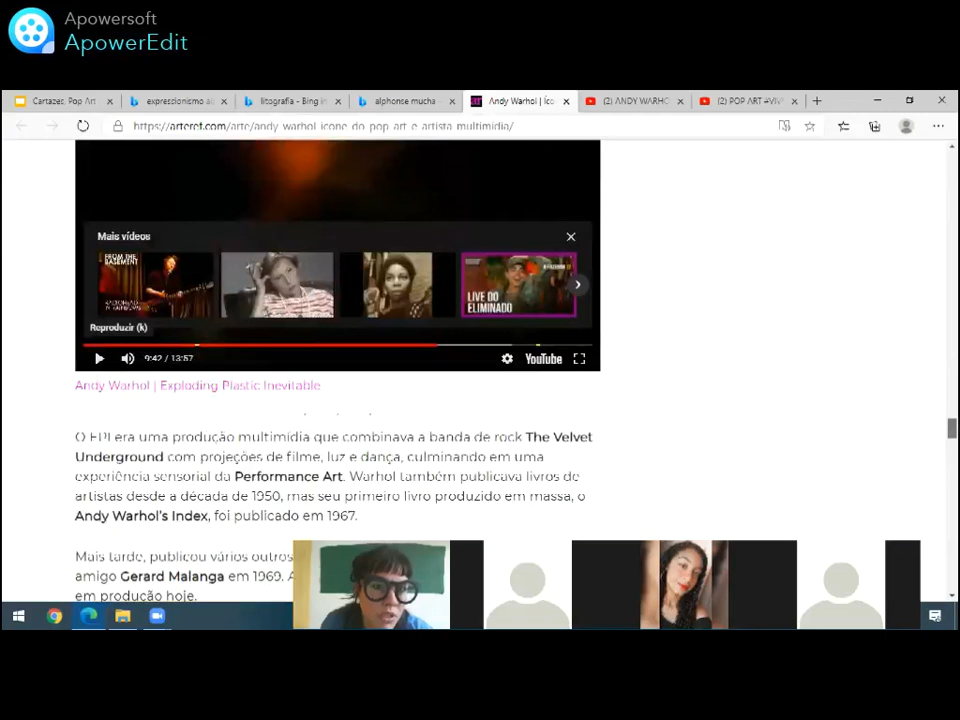 Apowersoft
ApowerEdit
Cartazes, Pop Art
expressionismo a
litografia - Bing in
alphonse mucha -
Andy Warhol | Íco
(2) ANDY WARHO
(2) POP ART #VIV
https://arteref.com/arte/andy-warhol-icone-do-pop-art-e-artista-multimidia/
Mais vídeos
FROM THE
BASEMENT
LIVE DO
ELIMINADO
Reproduzir (k)
9:42 / 13:57
YouTube
Andy Warhol | Exploding Plastic Inevitable
O EPI era uma produção multimídia que combinava a banda de rock The Velvet
Underground com projeções de filme, luz e dança, culminando em uma
experiência sensorial da Performance Art. Warhol também publicava livros de
artistas desde a década de 1950, mas seu primeiro livro produzido em massa, o
Andy Warhol's Index, foi publicado em 1967.
Mais tarde, publicou vários outros
amigo Gerard Malanga em 1969. A
em produção hoje.